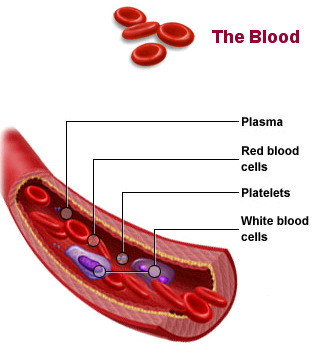 The Blood
Plasma
Red blood
cells
Platelets
White blood
cells